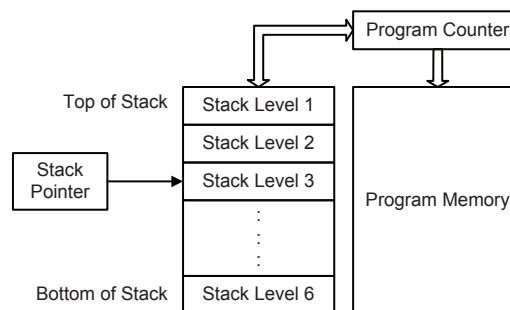 Program Counter
Top of Stack
Stack Level 1
Stack Level 2
Stack
Pointer
Stack Level 3
Program Memory
Bottom of Stack
Stack Level 6